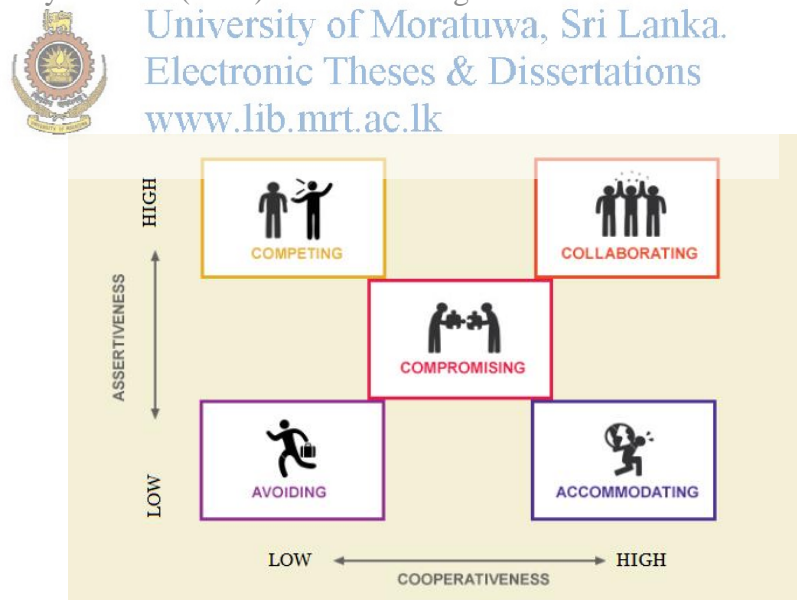 University of Moratuwa, Sri Lanka.
Electronic Theses & Dissertations
www.lib.mrt.ac.lk
HIGH
COMPETING
COLLABORATING
ASSERTIVENESS
COMPROMISING
AVOIDING
ACCOMMODATING
LOW
LOW
HIGH
COOPERATIVENESS